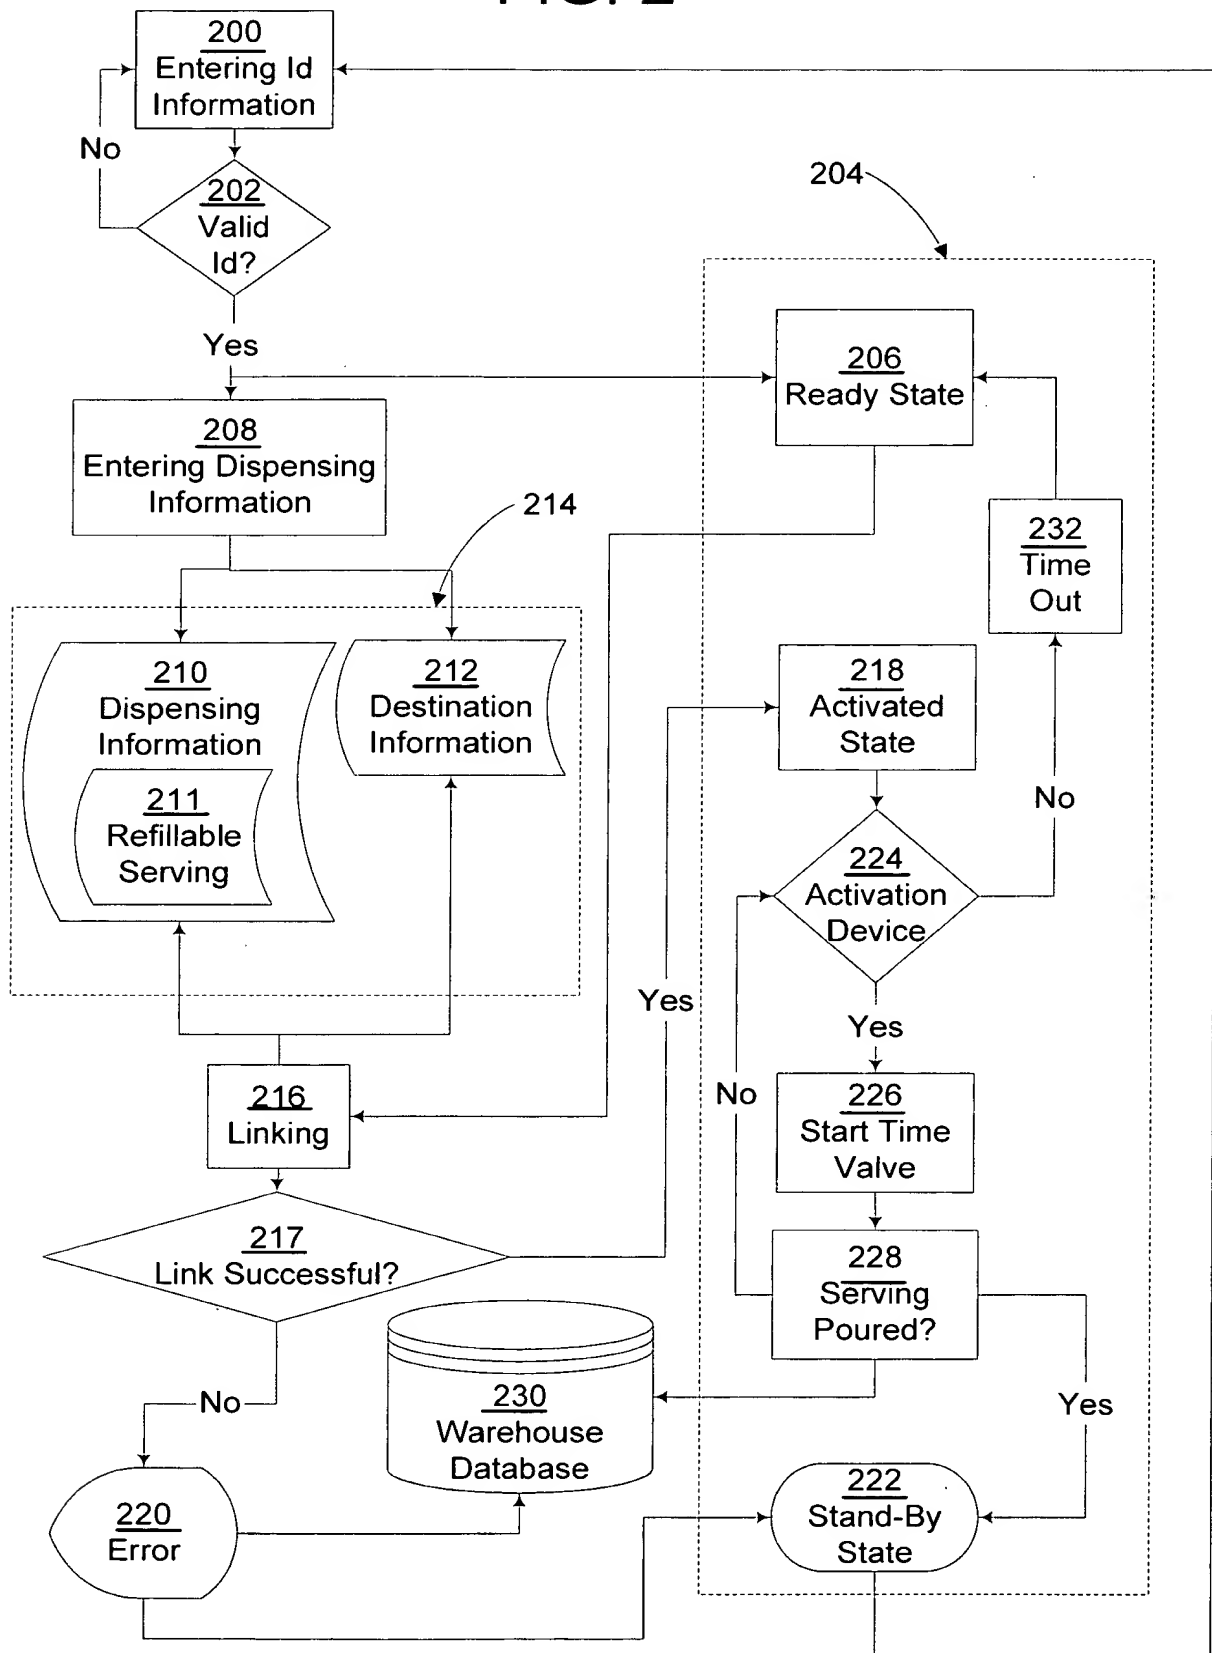 FIG. 2
200
Entering Id
Information
No
202
Valid
Id?
Yes
204
206
Ready State
208
Entering Dispensing
Information
214
232
Time
Out
210
Dispensing
Information
211
Refillable
Serving
212
Destination
Information
218
Activated
State
No
224
Activation
Device
Yes
Yes
No
216
Linking
226
Start Time
Valve
217
Link Successful?
228
Serving
Poured?
No
230
Warehouse
Database
Yes
220
Error
222
Stand-By
State